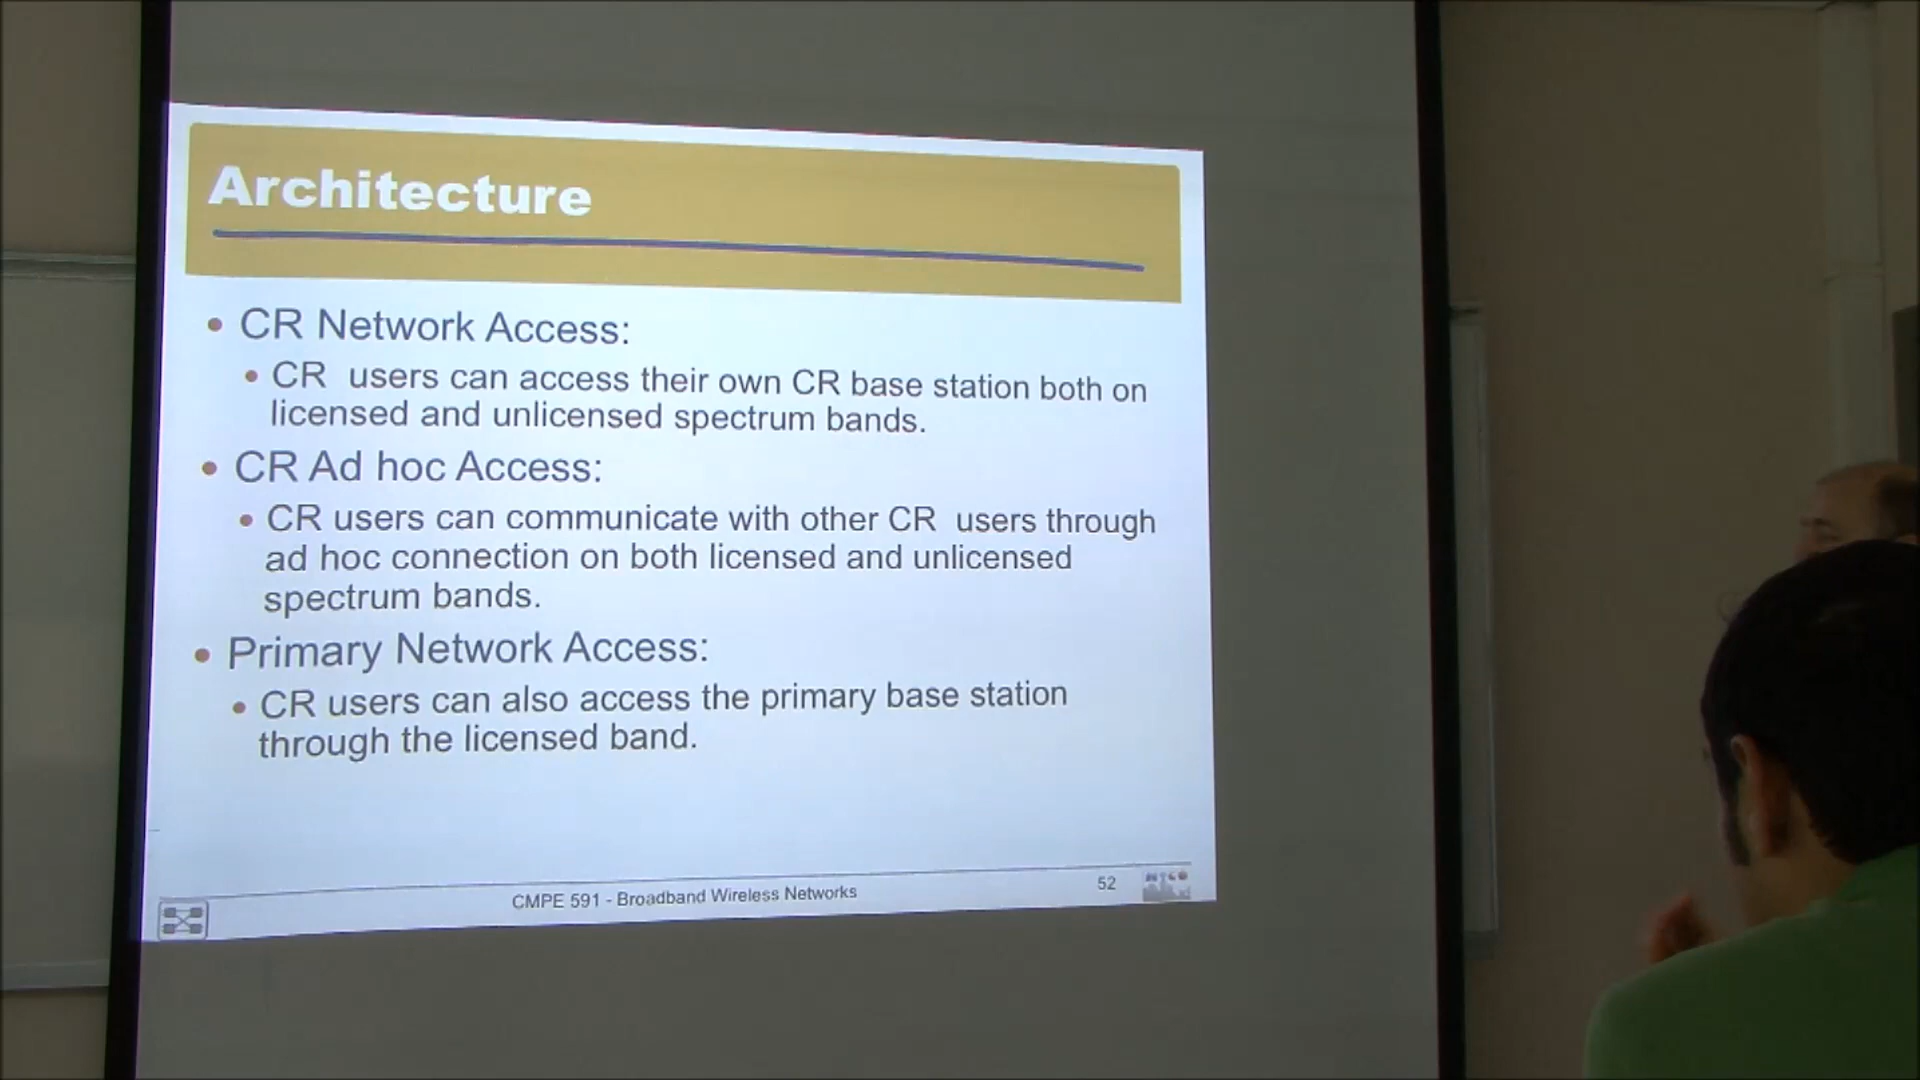 Architecture
• CR Network Access:
• CR users can access their own CR base station both on
licensed and unlicensed spectrum bands.
• CR Ad hoc Access:
• CR users can communicate with other CR users through
ad hoc connection on both licensed and unlicensed
spectrum bands.
• Primary Network Access:
• CR users can also access the primary base station
through the licensed band.
CMPE 591 - Broadband Wireless Networks
52